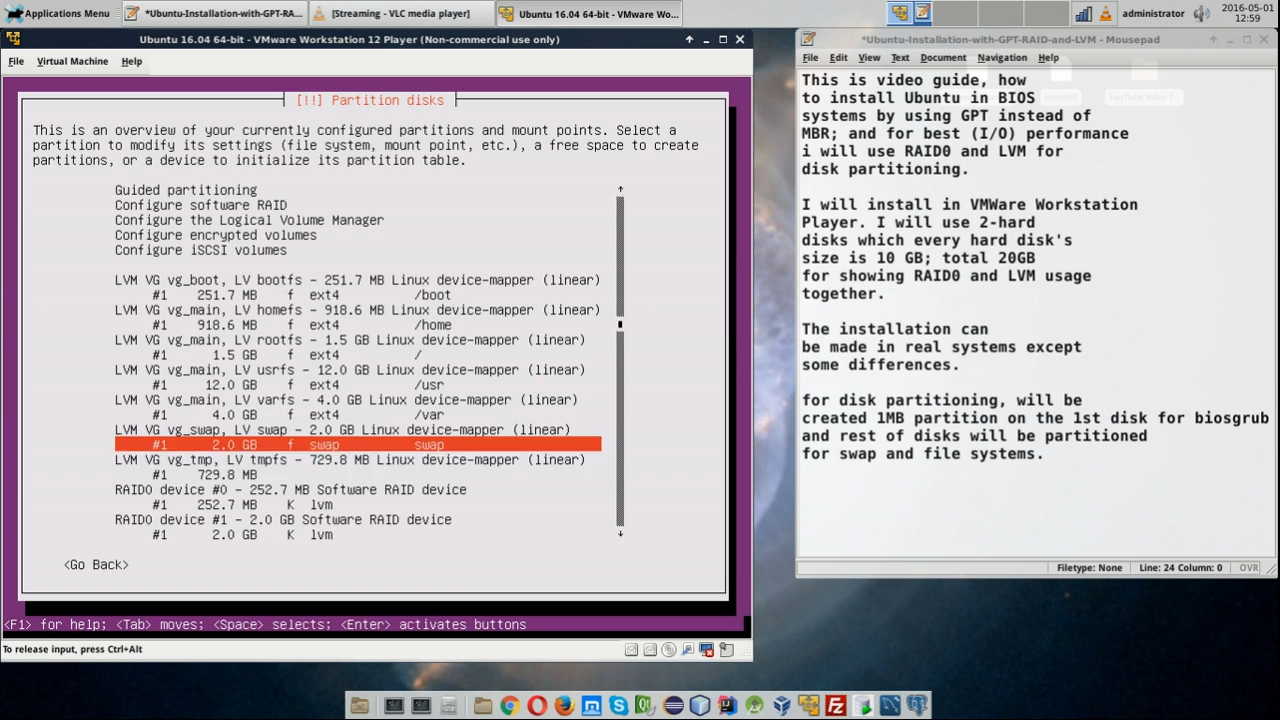 Applications Menu
*Ubuntu-Installation-with-GPT-RA...
[Streaming - VLC media player]
Ubuntu 16.04 64-bit - VMware Wo...
administrator
2016-05-01
12:59
Ubuntu 16.04 64-bit - VMware Workstation 12 Player (Non-commercial use only)
File Virtual Machine Help
[!!] Partition disks
This is an overview of your currently configured partitions and mount points. Select a
partition to modify its settings (file system, mount point, etc.), a free space to create
partitions, or a device to initialize its partition table.
Guided partitioning
Configure software RAID
Configure the Logical Volume Manager
Configure encrypted volumes
Configure iSCSI volumes
LVM VG vg_boot, LV bootfs - 251.7 MB Linux device-mapper (linear)
#1 251.7 MB f ext4 /boot
LVM VG vg_main, LV homefs - 918.6 MB Linux device-mapper (linear)
#1 918.6 MB f ext4 /home
LVM VG vg_main, LV rootfs - 1.5 GB Linux device-mapper (linear)
#1 1.5 GB f ext4 /
LVM VG vg_main, LV usrfs - 12.0 GB Linux device-mapper (linear)
#1 12.0 GB f ext4 /usr
LVM VG vg_main, LV varfs - 4.0 GB Linux device-mapper (linear)
#1 4.0 GB f ext4 /var
LVM VG vg_swap, LV swap - 2.0 GB Linux device-mapper (linear)
#1 2.0 GB f swap swap
LVM VG vg_tmp, LV tmpfs - 729.8 MB Linux device-mapper (linear)
#1 729.8 MB
RAID0 device #0 - 252.7 MB Software RAID device
#1 252.7 MB K lvm
RAID0 device #1 - 2.0 GB Software RAID device
#1 2.0 GB K lvm
<Go Back>
<F1> for help; <Tab> moves; <Space> selects; <Enter> activates buttons
To release input, press Ctrl+Alt
*Ubuntu-Installation-with-GPT-RAID-and-LVM - Mousepad
File Edit View Text Document Navigation Help
This is video guide, how
to install Ubuntu in BIOS
systems by using GPT instead of
MBR; and for best (I/O) performance
i will use RAID0 and LVM for
disk partitioning.
I will install in VMWare Workstation
Player. I will use 2-hard
disks which every hard disk's
size is 10 GB; total 20GB
for showing RAID0 and LVM usage
together.
The installation can
be made in real systems except
some differences.
for disk partitioning, will be
created 1MB partition on the 1st disk for biosgrub
and rest of disks will be partitioned
for swap and file systems.
Filetype: None Line: 24 Column: 0 OVR